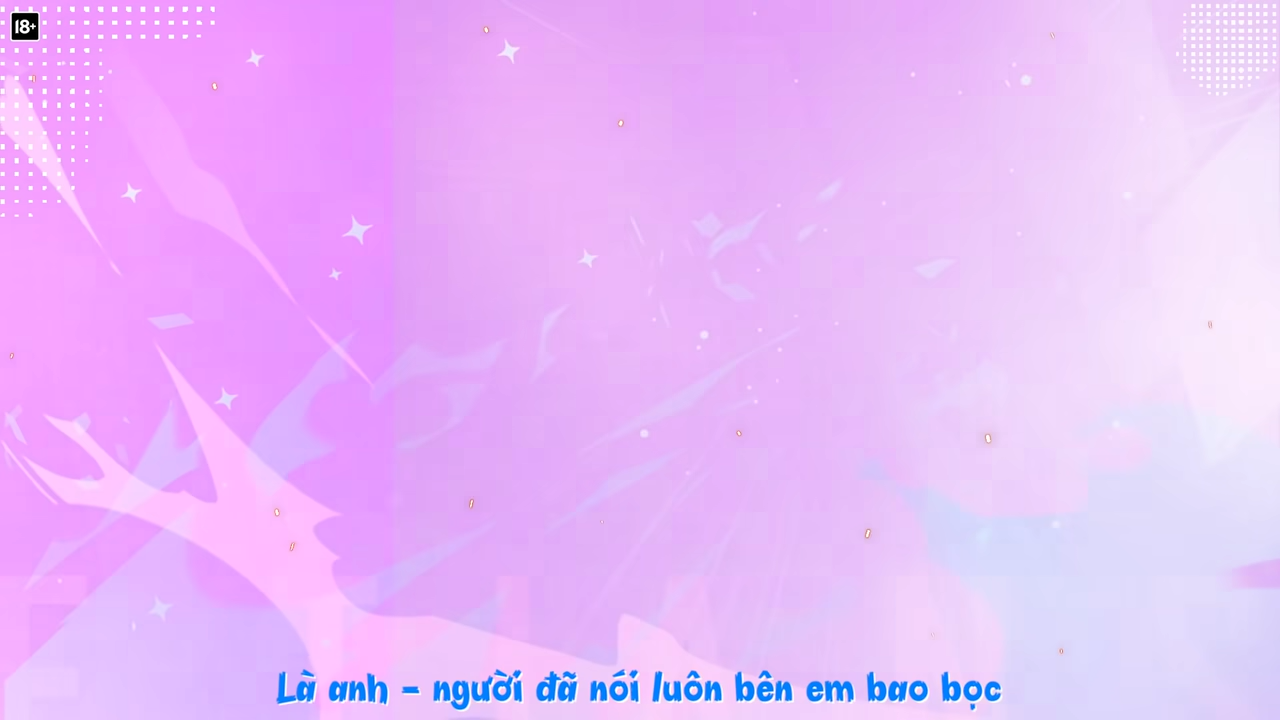 18+
Là anh – người đã nói luôn bên em bao bọc